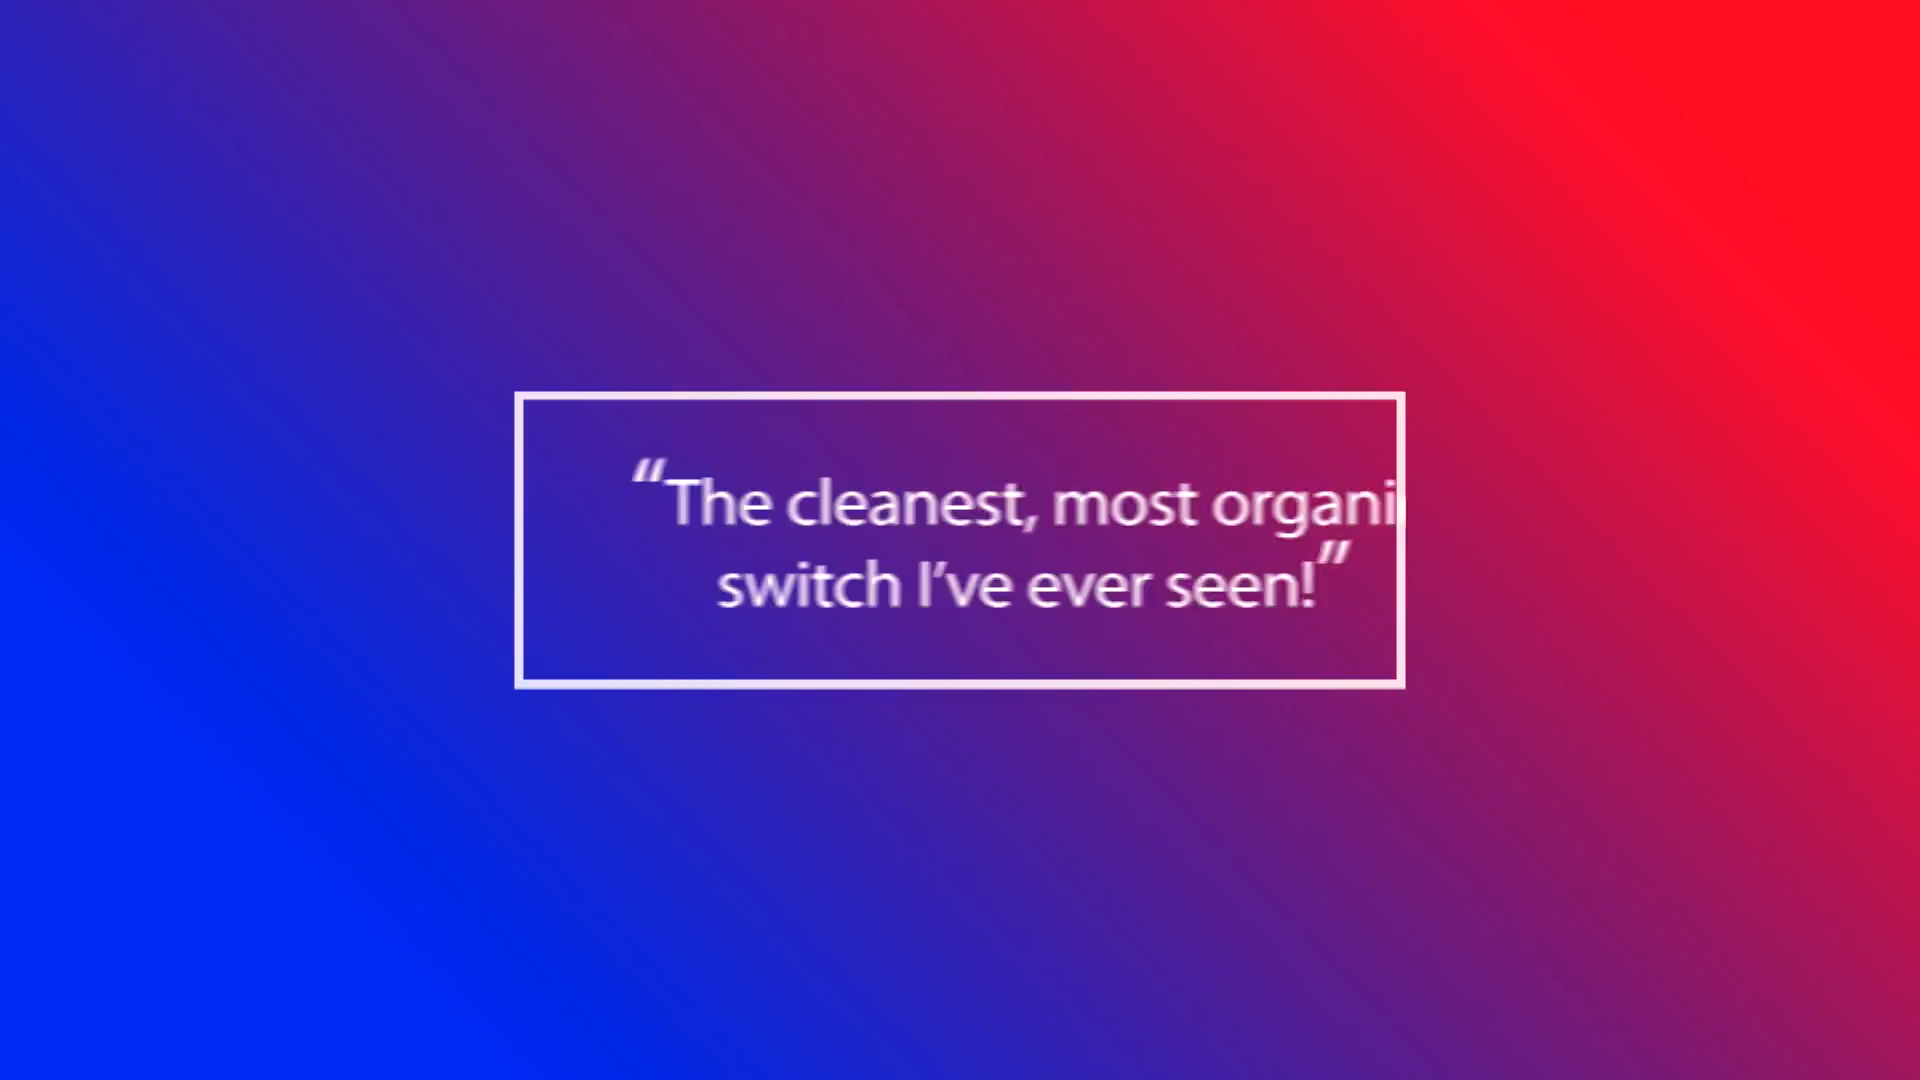 “The cleanest, most organi
switch I’ve ever seen!”